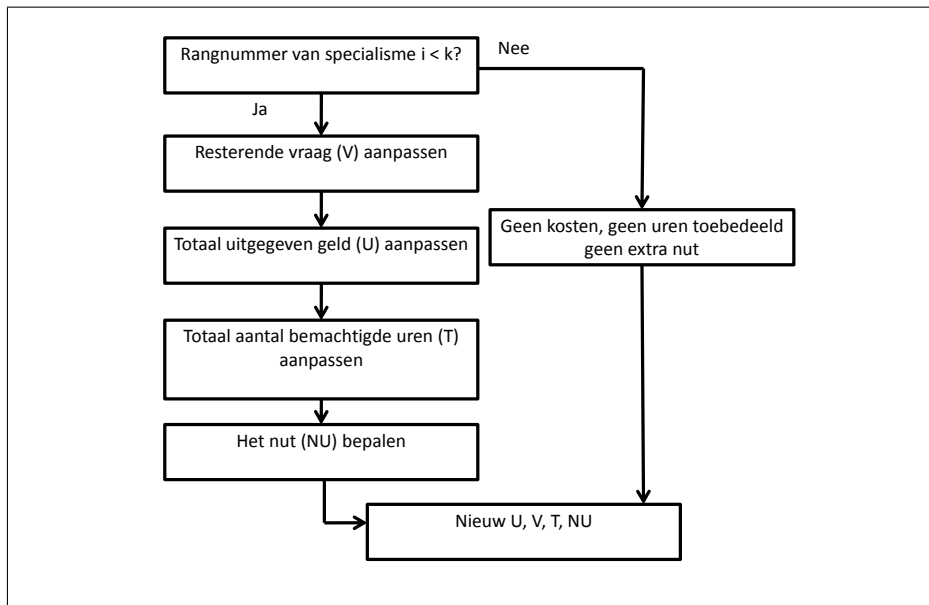 Rangnummer van specialisme i < k?
Nee
Ja
Resterende vraag (V) aanpassen
Totaal uitgegeven geld (U) aanpassen
Geen kosten, geen uren toebedeeld
geen extra nut
Totaal aantal bemachtigde uren (T)
aanpassen
Het nut (NU) bepalen
Nieuw U, V, T, NU